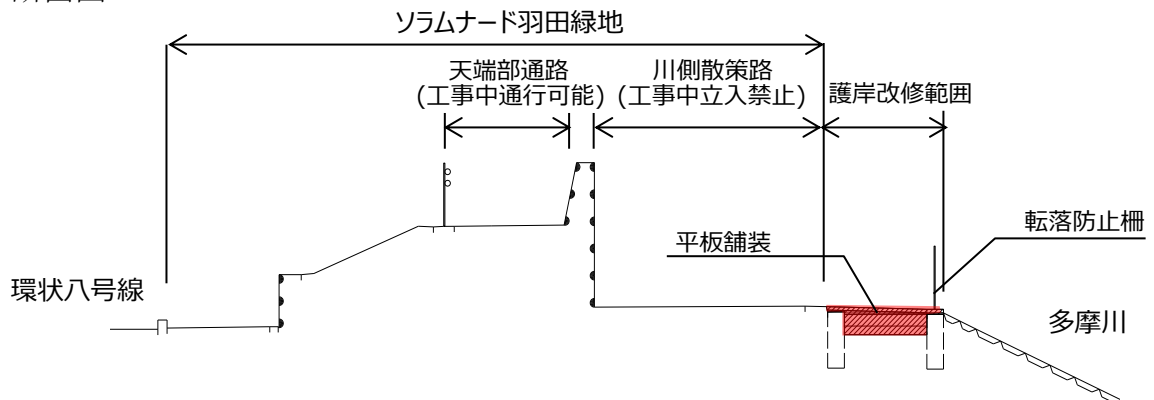 ソラムナード羽田緑地
天端部通路
(工事中通行可能)
川側散策路
(工事中立入禁止)
護岸改修範囲
転落防止柵
平板舗装
環状八号線
多摩川